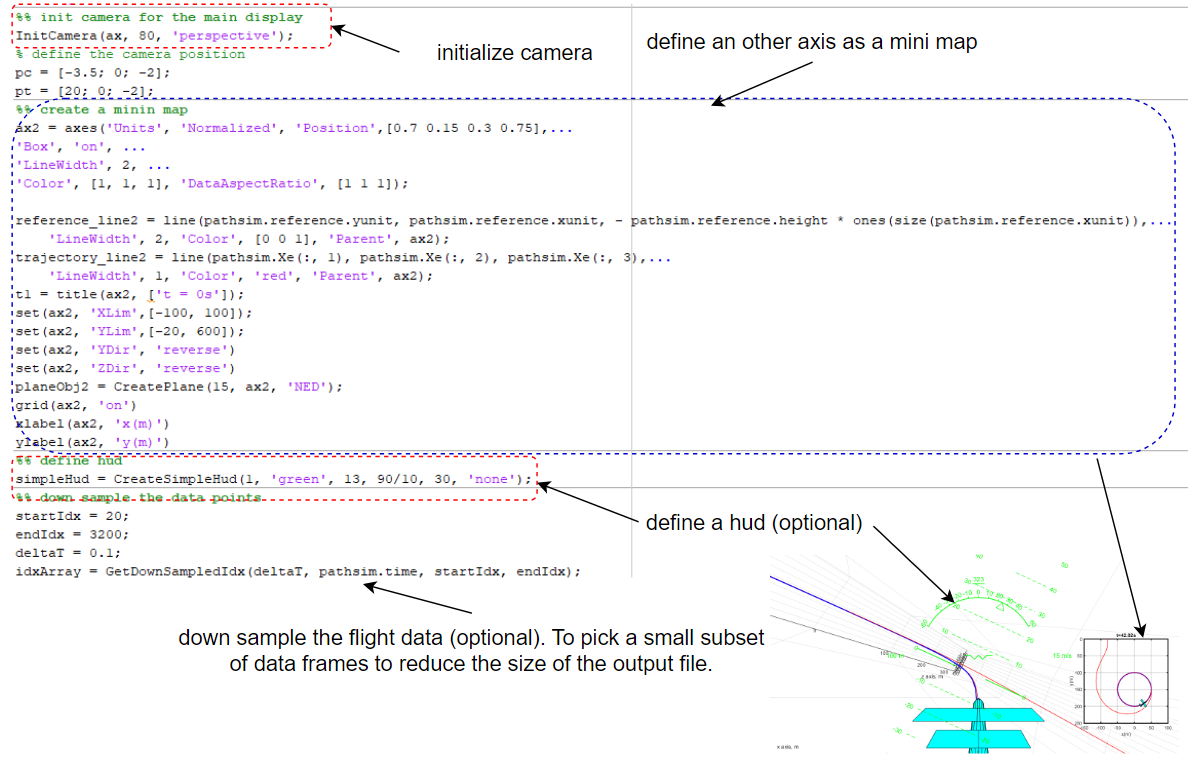 %% init camera for the main display
InitCamera(ax, 80, 'perspective');
% define the camera position
pc = [-3.5; 0; -2];
pt = [20; 0; -2];
initialize camera
define an other axis as a mini map
%% create a minin map
ax2 = axes('Units', 'Normalized', 'Position',[0.7 0.15 0.3 0.75],...
'Box', 'on', ...
'LineWidth', 2, ...
'Color', [1, 1, 1], 'DataAspectRatio', [1 1 1]);
reference_line2 = line(pathsim.reference.yunit, pathsim.reference.xunit, - pathsim.reference.height * ones(size(pathsim.reference.xunit)),...
'LineWidth', 2, 'Color', [0 0 1], 'Parent', ax2);
trajectory_line2 = line(pathsim.Xe(:, 1), pathsim.Xe(:, 2), pathsim.Xe(:, 3),...
'LineWidth', 1, 'Color', 'red', 'Parent', ax2);
t1 = title(ax2, ['t = 0s']);
set(ax2, 'XLim',[-100, 100]);
set(ax2, 'YLim',[-20, 600]);
set(ax2, 'YDir', 'reverse')
set(ax2, 'ZDir', 'reverse')
planeObj2 = CreatePlane(15, ax2, 'NED');
grid(ax2, 'on')
xlabel(ax2, 'x(m)')
ylabel(ax2, 'y(m)')
%% define hud
simpleHud = CreateSimpleHud(1, 'green', 13, 90/10, 30, 'none');
%% down sample the data points
startIdx = 20;
endIdx = 3200;
deltaT = 0.1;
idxArray = GetDownSampledIdx(deltaT, pathsim.time, startIdx, endIdx);
define a hud (optional)
down sample the flight data (optional). To pick a small subset
of data frames to reduce the size of the output file.
323
15 m/s
x axis, m